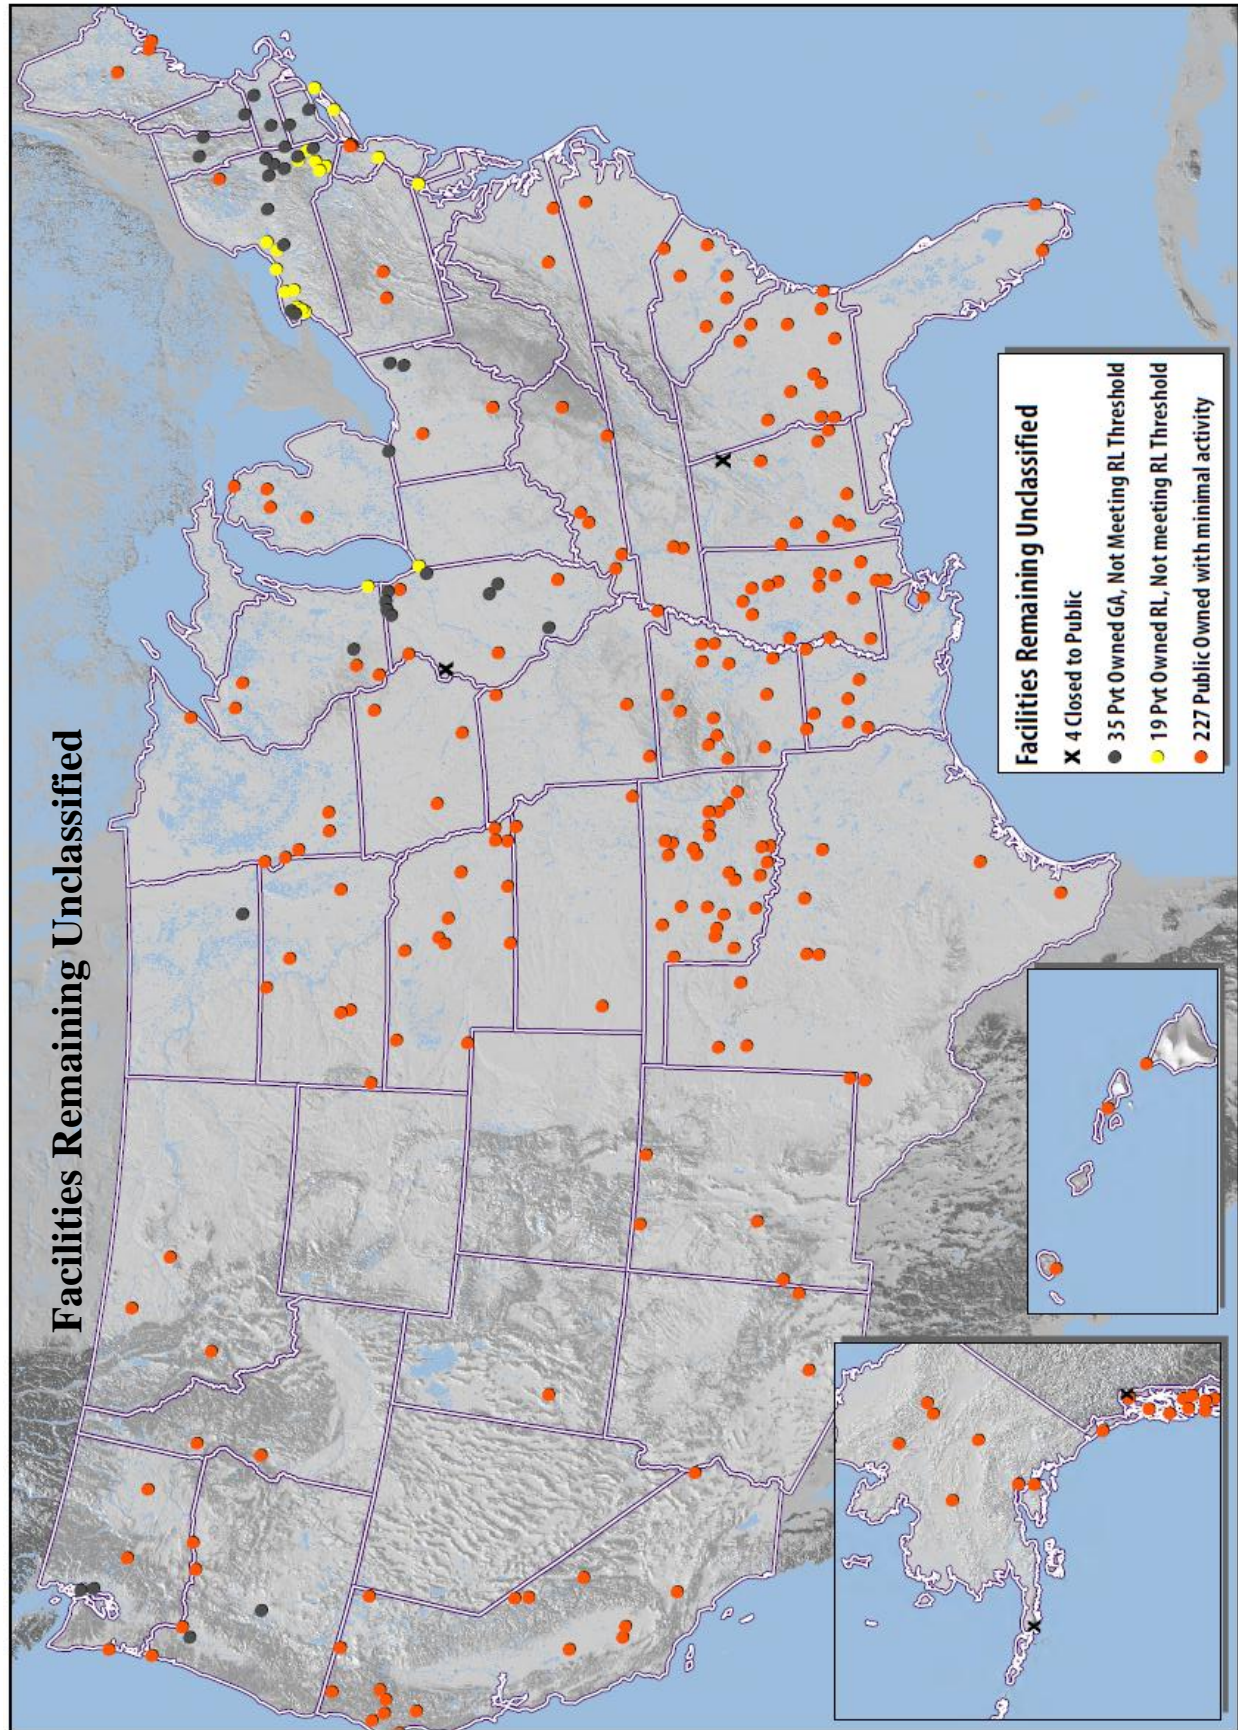 Facilities Remaining Unclassified
Facilities Remaining Unclassified
x 4 Closed to Public
35 Pvt Owned GA, Not Meeting RL Threshold
19 Pvt Owned RL, Not meeting RL Threshold
227 Public Owned with minimal activity